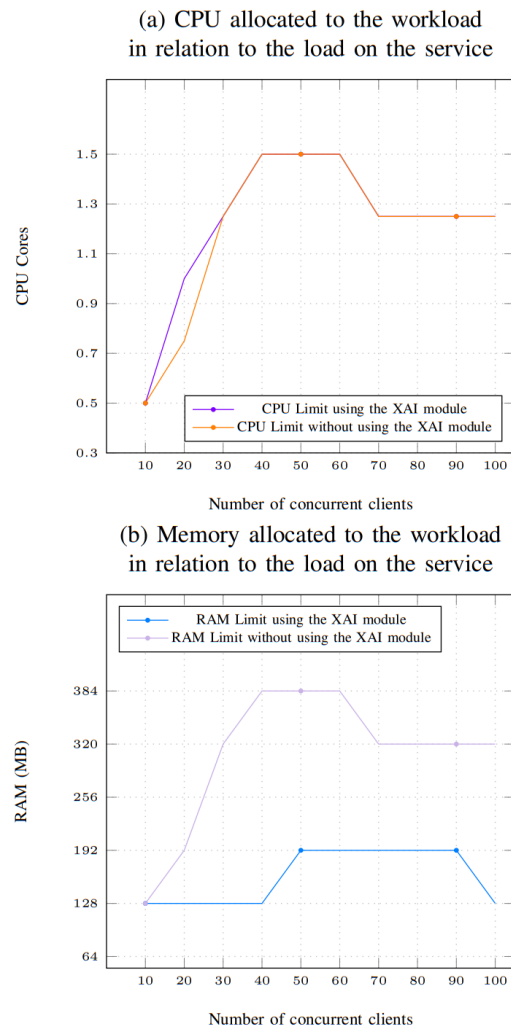 (a) CPU allocated to the workload
in relation to the load on the service
1.5
1.3
1.1
0.9
0.7
0.5
0.3
CPU Cores
CPU Limit using the XAI module
CPU Limit without using the XAI module
10 20 30 40 50 60 70 80 90 100
Number of concurrent clients
(b) Memory allocated to the workload
in relation to the load on the service
RAM Limit using the XAI module
RAM Limit without using the XAI module
384
320
256
192
128
64
RAM (MB)
10 20 30 40 50 60 70 80 90 100
Number of concurrent clients